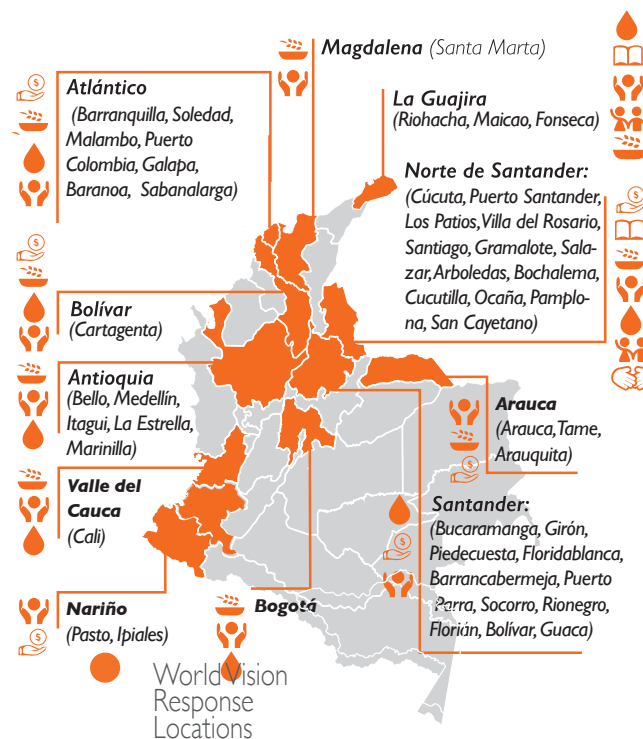 Magdalena (Santa Marta)
Atlántico
(Barranquilla, Soledad,
Malambo, Puerto
Colombia, Galapa,
Baranoa, Sabanalarga)
La Guajira
(Riohacha, Maicao, Fonseca)
Norte de Santander:
(Cúcuta, Puerto Santander,
Los Patios, Villa del Rosario,
Santiago, Gramalote, Sala-
zar, Arboledas, Bochalema,
Cucutilla, Ocaña, Pamplo-
na, San Cayetano)
Bolívar
(Cartagenta)
Antioquia
(Bello, Medellín,
Itagui, La Estrella,
Marinilla)
Arauca
(Arauca, Tame,
Arauquita)
Valle del
Cauca
(Cali)
Santander:
(Bucaramanga, Girón,
Piedecuesta, Floridablanca,
Barrancabermeja, Puerto
Parra, Socorro, Rionegro,
Florián, Bolívar, Guaca)
Nariño
(Pasto, Ipiales)
Bogotá
World Vision
Response
Locations